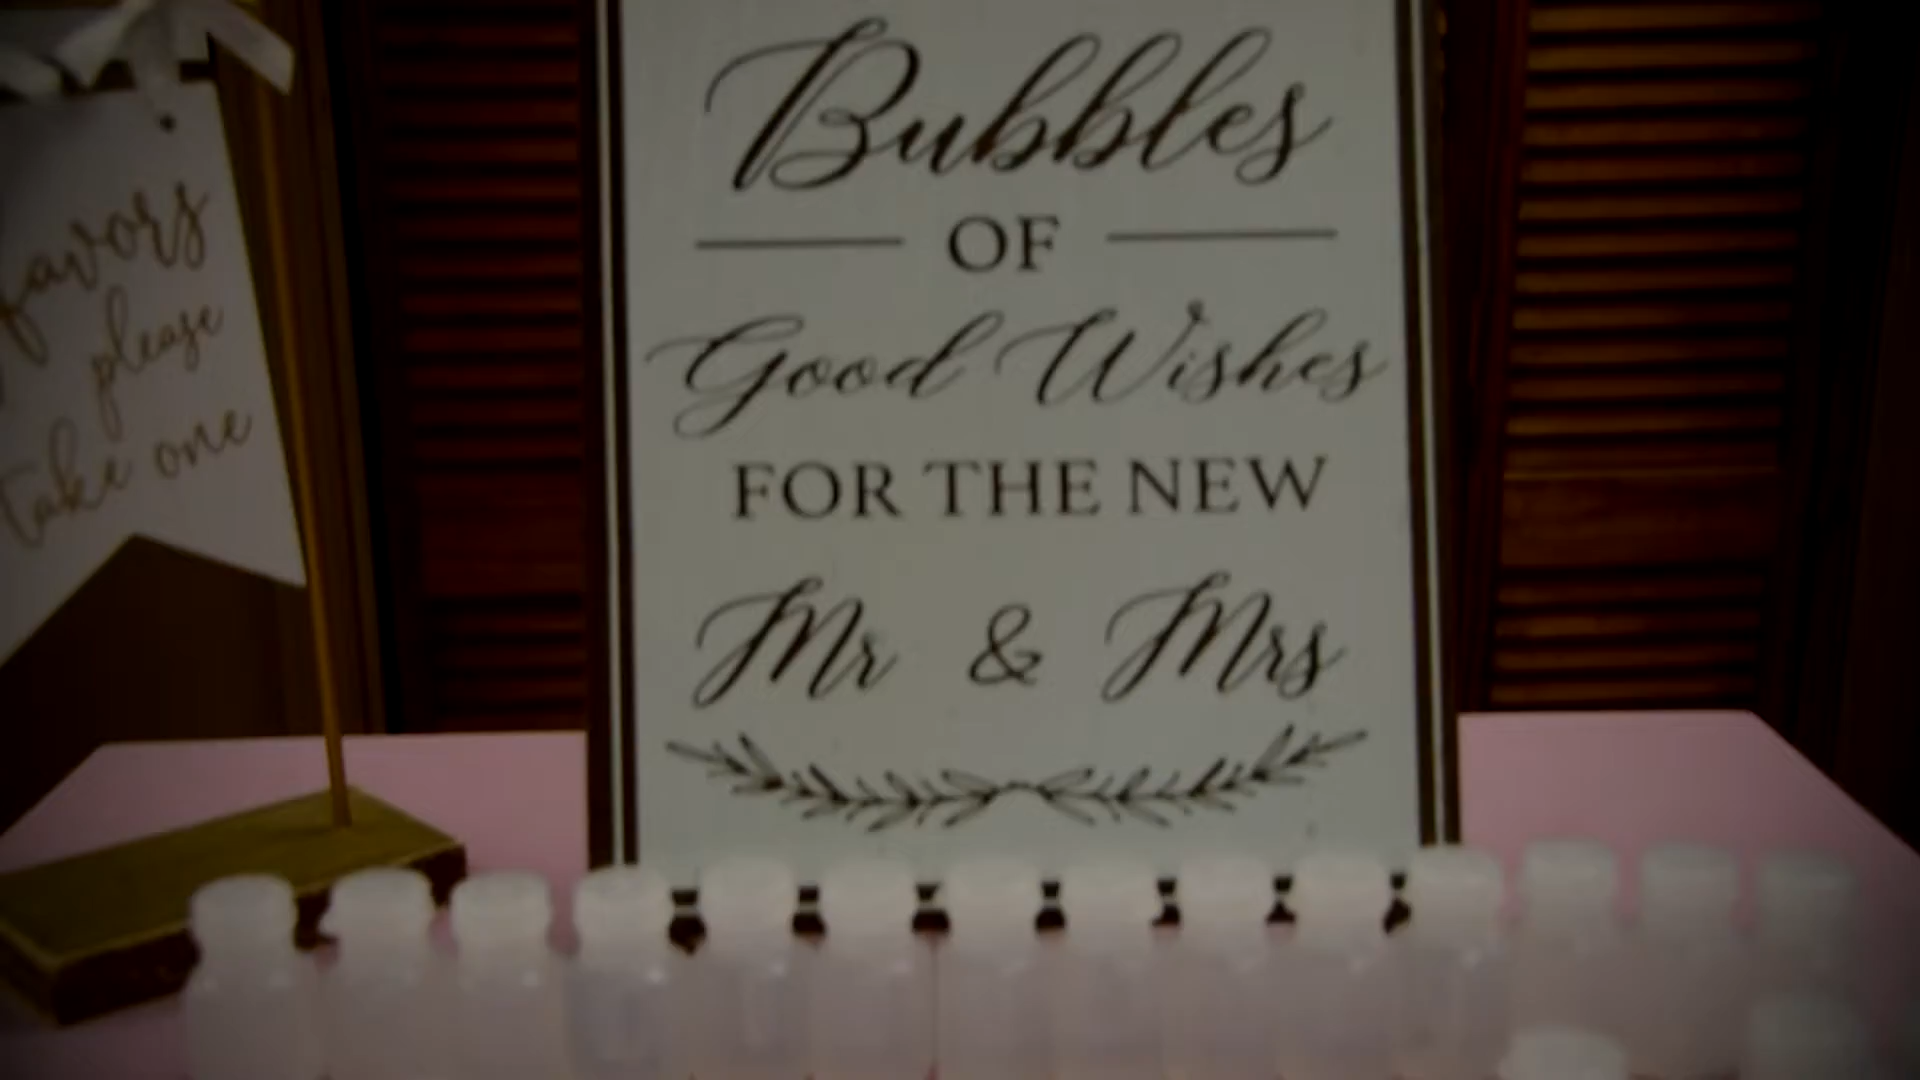 favors
please
take one
Bubbles
OF
Good Wishes
FOR THE NEW
Mr & Mrs